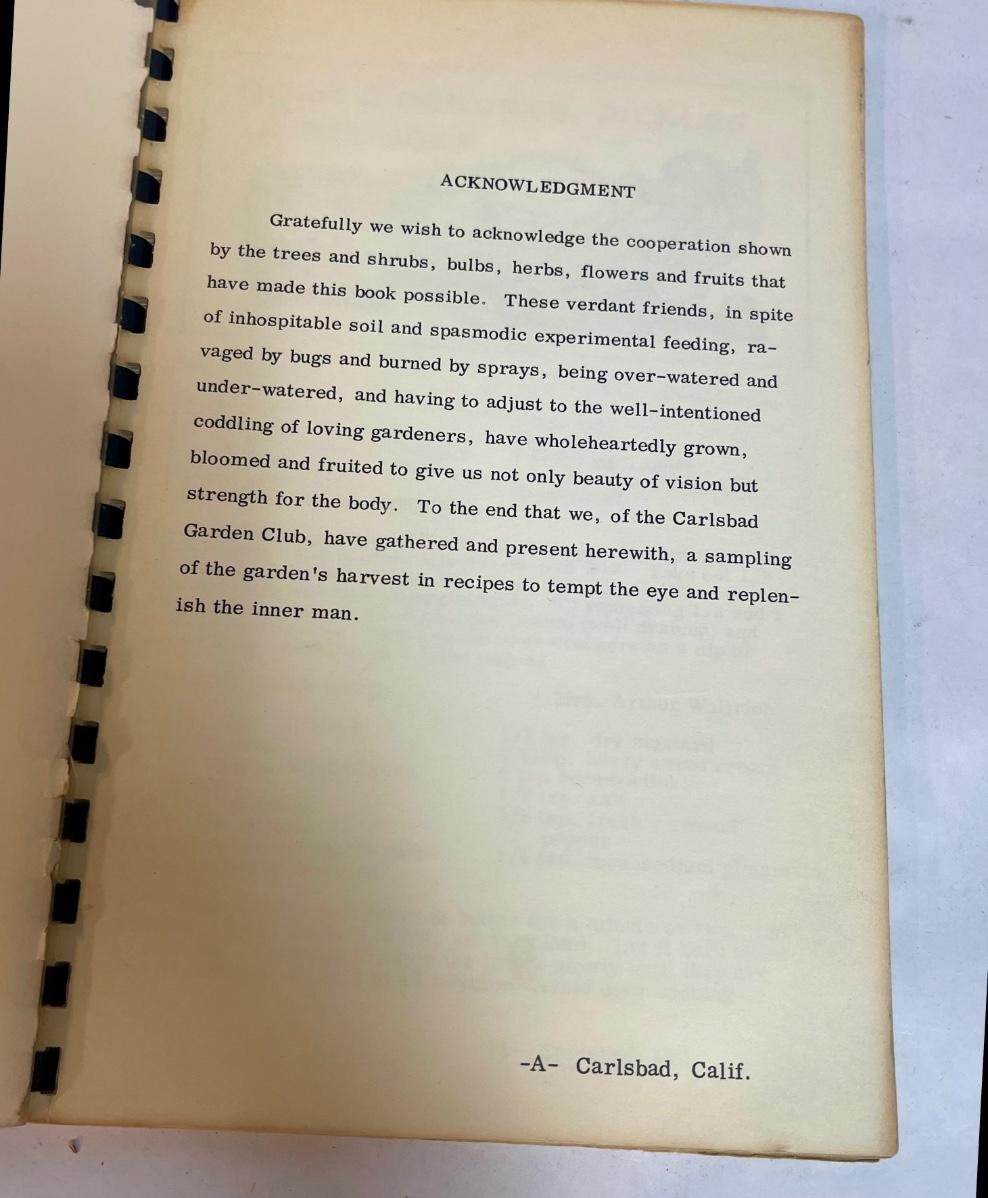 ACKNOWLEDGMENT
Gratefully we wish to acknowledge the cooperation shown
by the trees and shrubs, bulbs, herbs, flowers and fruits that
have made this book possible. These verdant friends, in spite
of inhospitable soil and spasmodic experimental feeding, ra-
vaged by bugs and burned by sprays, being over-watered and
under-watered, and having to adjust to the well-intentioned
coddling of loving gardeners, have wholeheartedly grown,
bloomed and fruited to give us not only beauty of vision but
strength for the body. To the end that we, of the Carlsbad
Garden Club, have gathered and present herewith, a sampling
of the garden's harvest in recipes to tempt the eye and replen-
ish the inner man.
-A- Carlsbad, Calif.